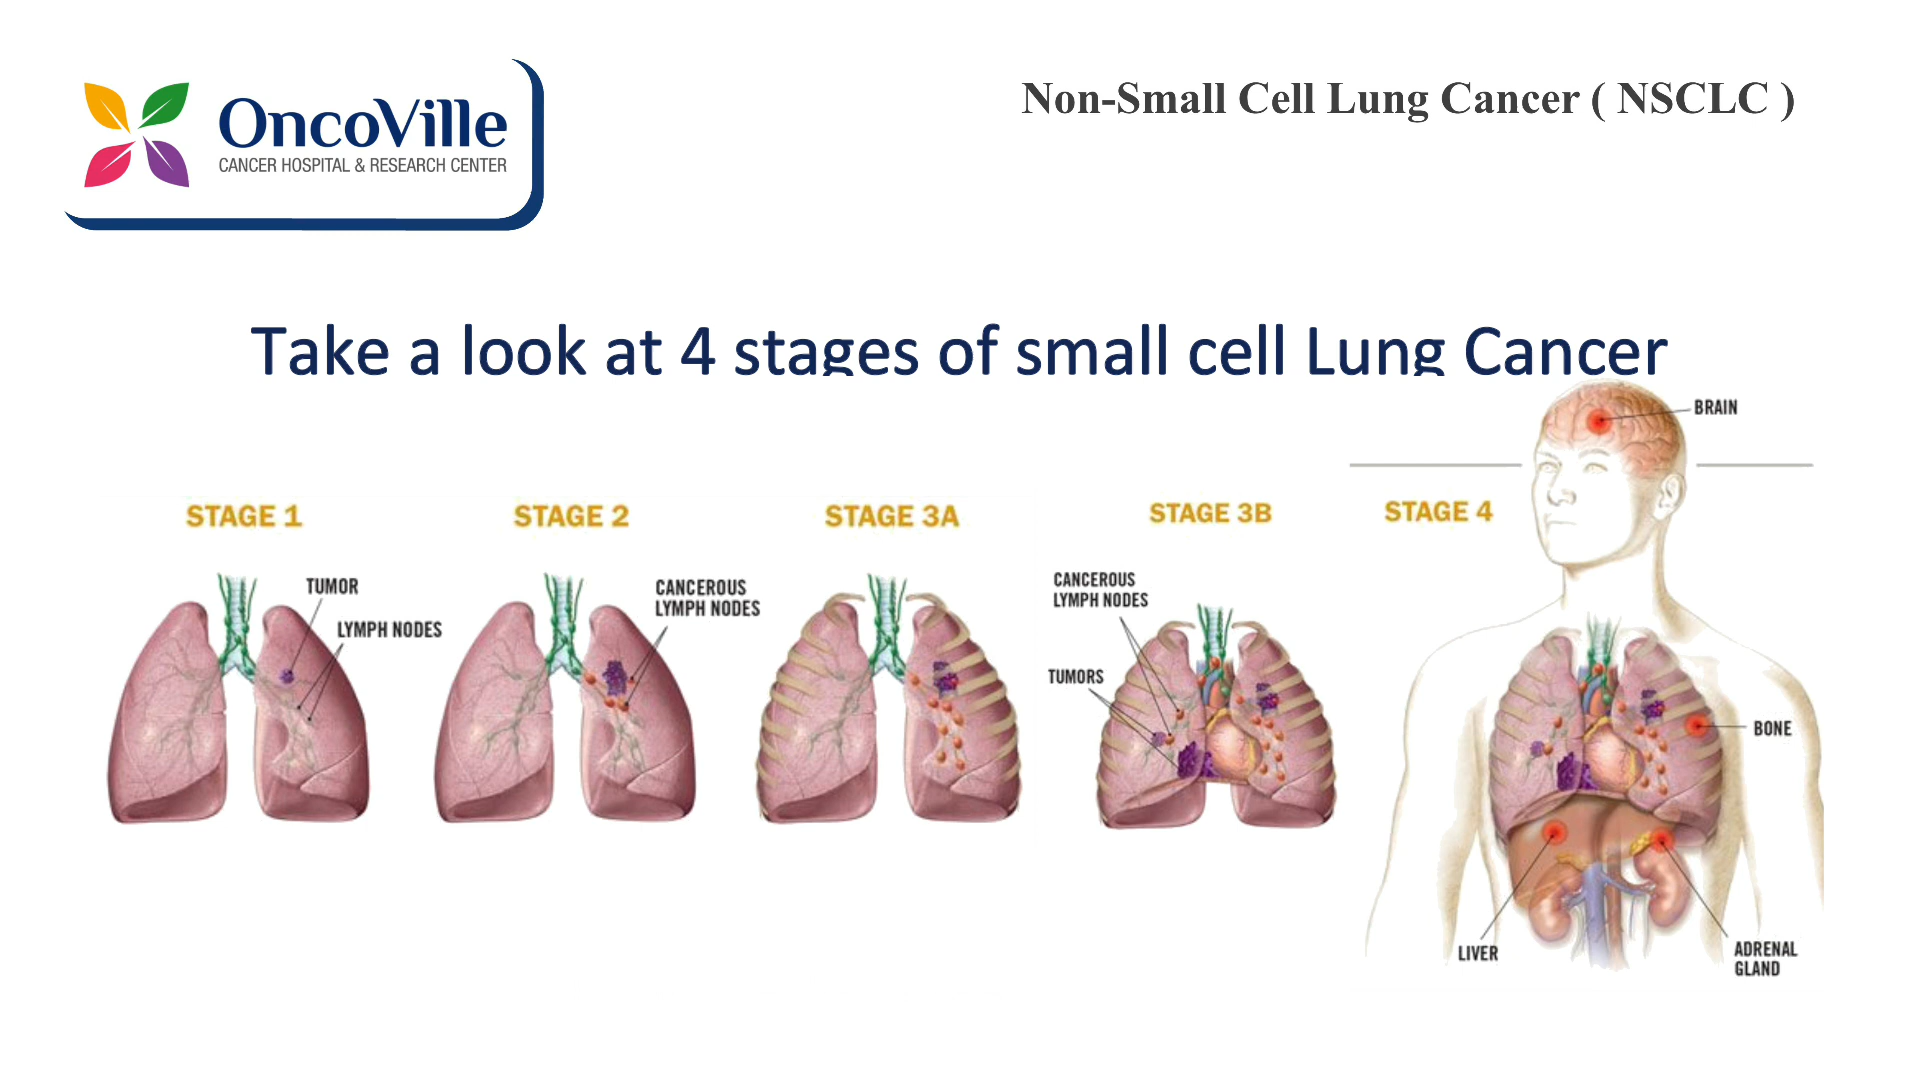 OncoVille
CANCER HOSPITAL & RESEARCH CENTER
Non-Small Cell Lung Cancer ( NSCLC )
Take a look at 4 stages of small cell Lung Cancer
STAGE 1
TUMOR
LYMPH NODES
STAGE 2
CANCEROUS
LYMPH NODES
STAGE 3A
STAGE 3B
CANCEROUS
LYMPH NODES
TUMORS
STAGE 4
BRAIN
BONE
LIVER
ADRENAL
GLAND